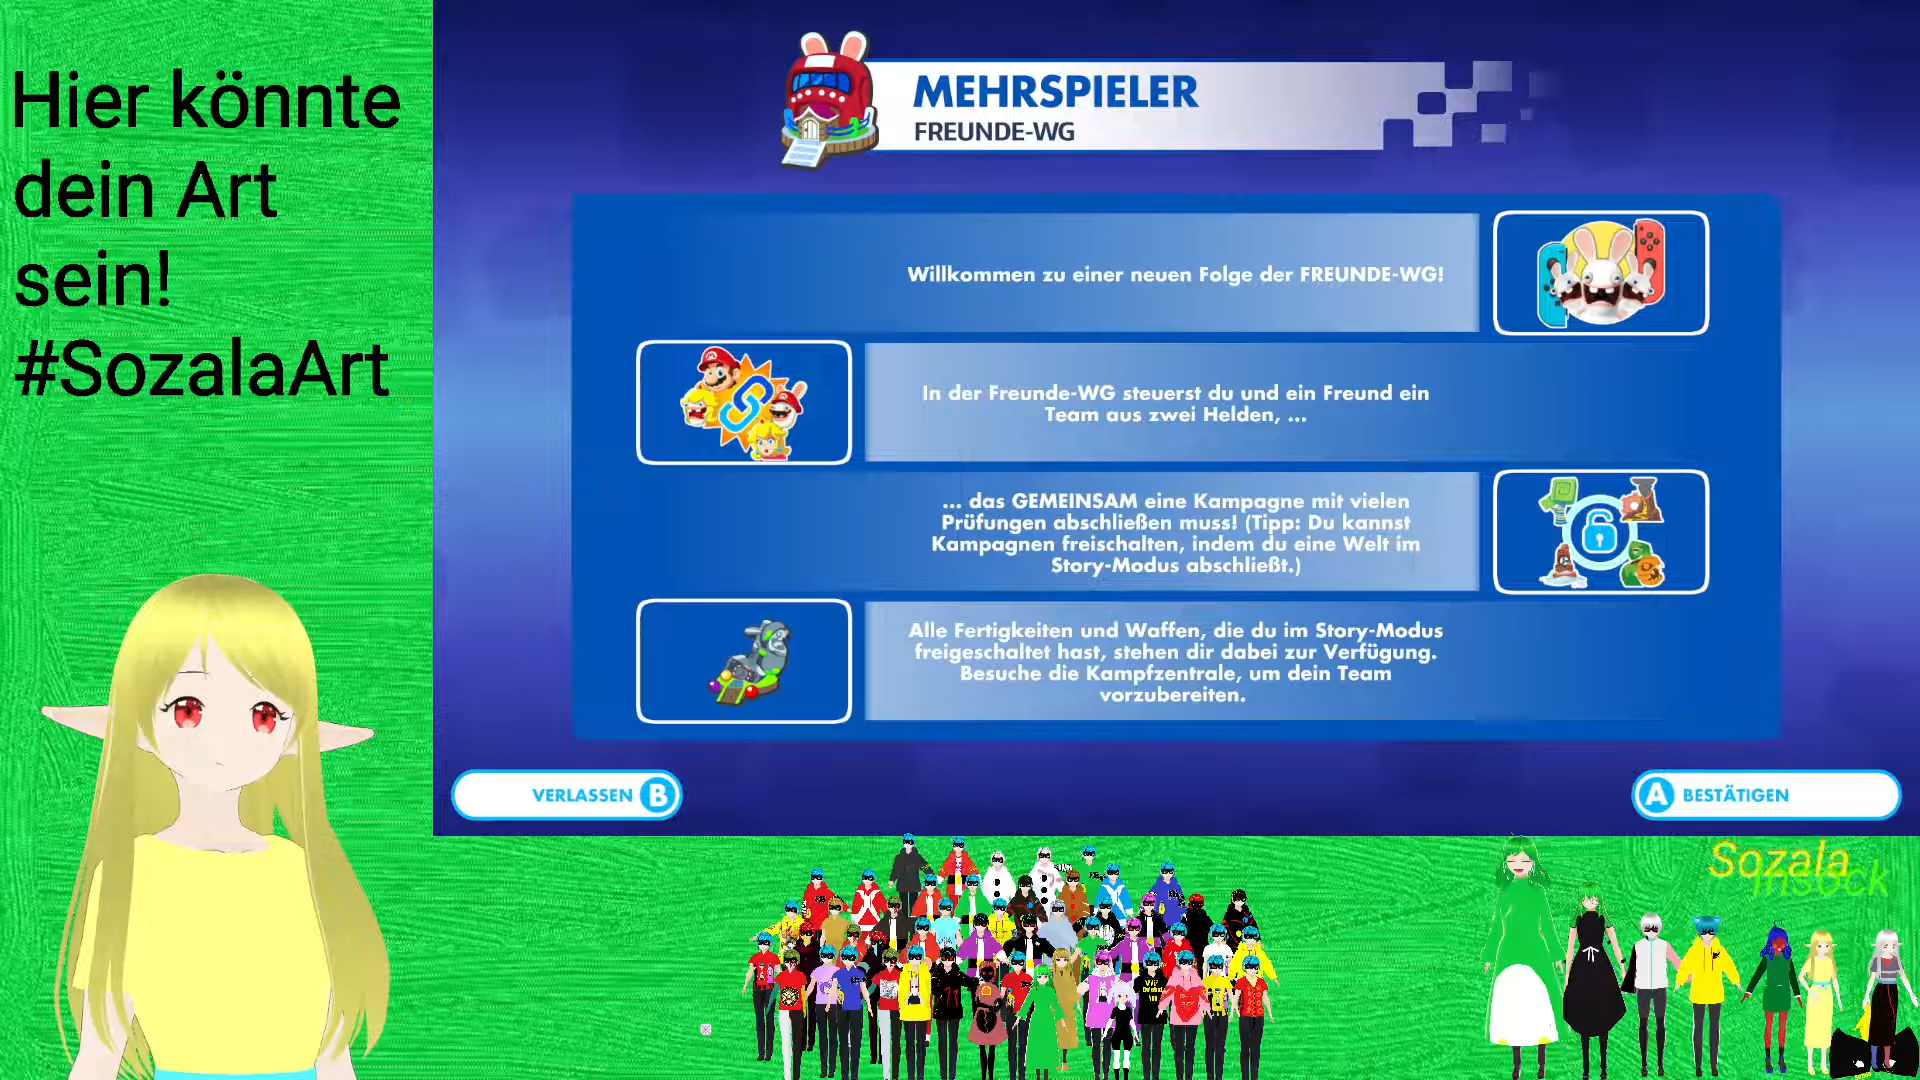 Hier könnte
dein Art
sein!
#SozalaArt
MEHRSPIELER
FREUNDE-WG
Willkommen zu einer neuen Folge der FREUNDE-WG!
In der Freunde-WG steuerst du und ein Freund ein
Team aus zwei Helden, ...
... das GEMEINSAM eine Kampagne mit vielen
Prüfungen abschließen muss! (Tipp: Du kannst
Kampagnen freischalten, indem du eine Welt im
Story-Modus abschließt.)
Alle Fertigkeiten und Waffen, die du im Story-Modus
freigeschaltet hast, stehen dir dabei zur Verfügung.
Besuche die Kampfzentrale, um dein Team
vorzubereiten.
VERLASSEN B
A BESTÄTIGEN
Sozala